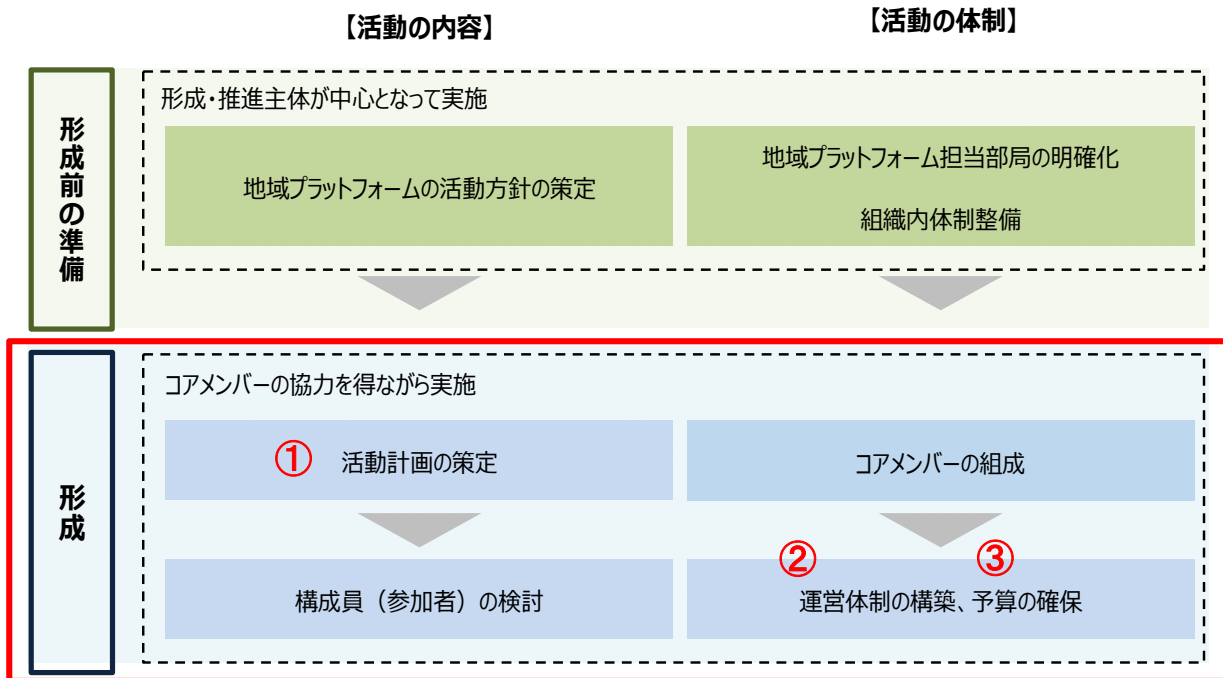 【活動の内容】
【活動の体制】
形成前の準備
形成・推進主体が中心となって実施
地域プラットフォームの活動方針の策定
地域プラットフォーム担当部局の明確化
組織内体制整備
形成
コアメンバーの協力を得ながら実施
① 活動計画の策定
コアメンバーの組成
構成員（参加者）の検討
② ③
運営体制の構築、予算の確保